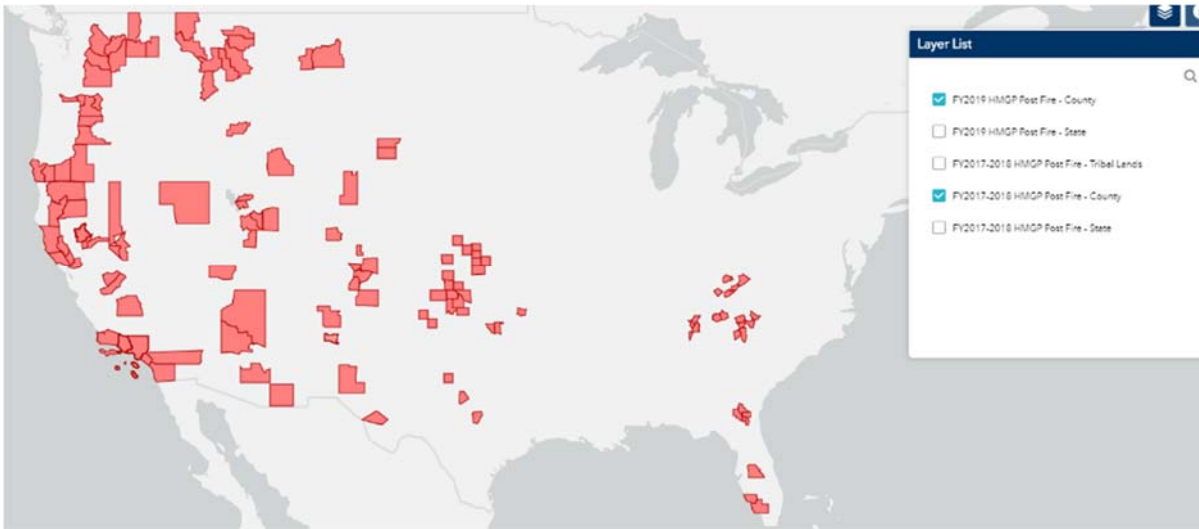 Layer List
FY2019 HMGP Post Fire - County
FY2019 HMGP Post Fire - State
FY2017-2018 HMGP Post Fire - Tribal Lands
FY2017-2018 HMGP Post Fire - County
FY2017-2018 HMGP Post Fire - State